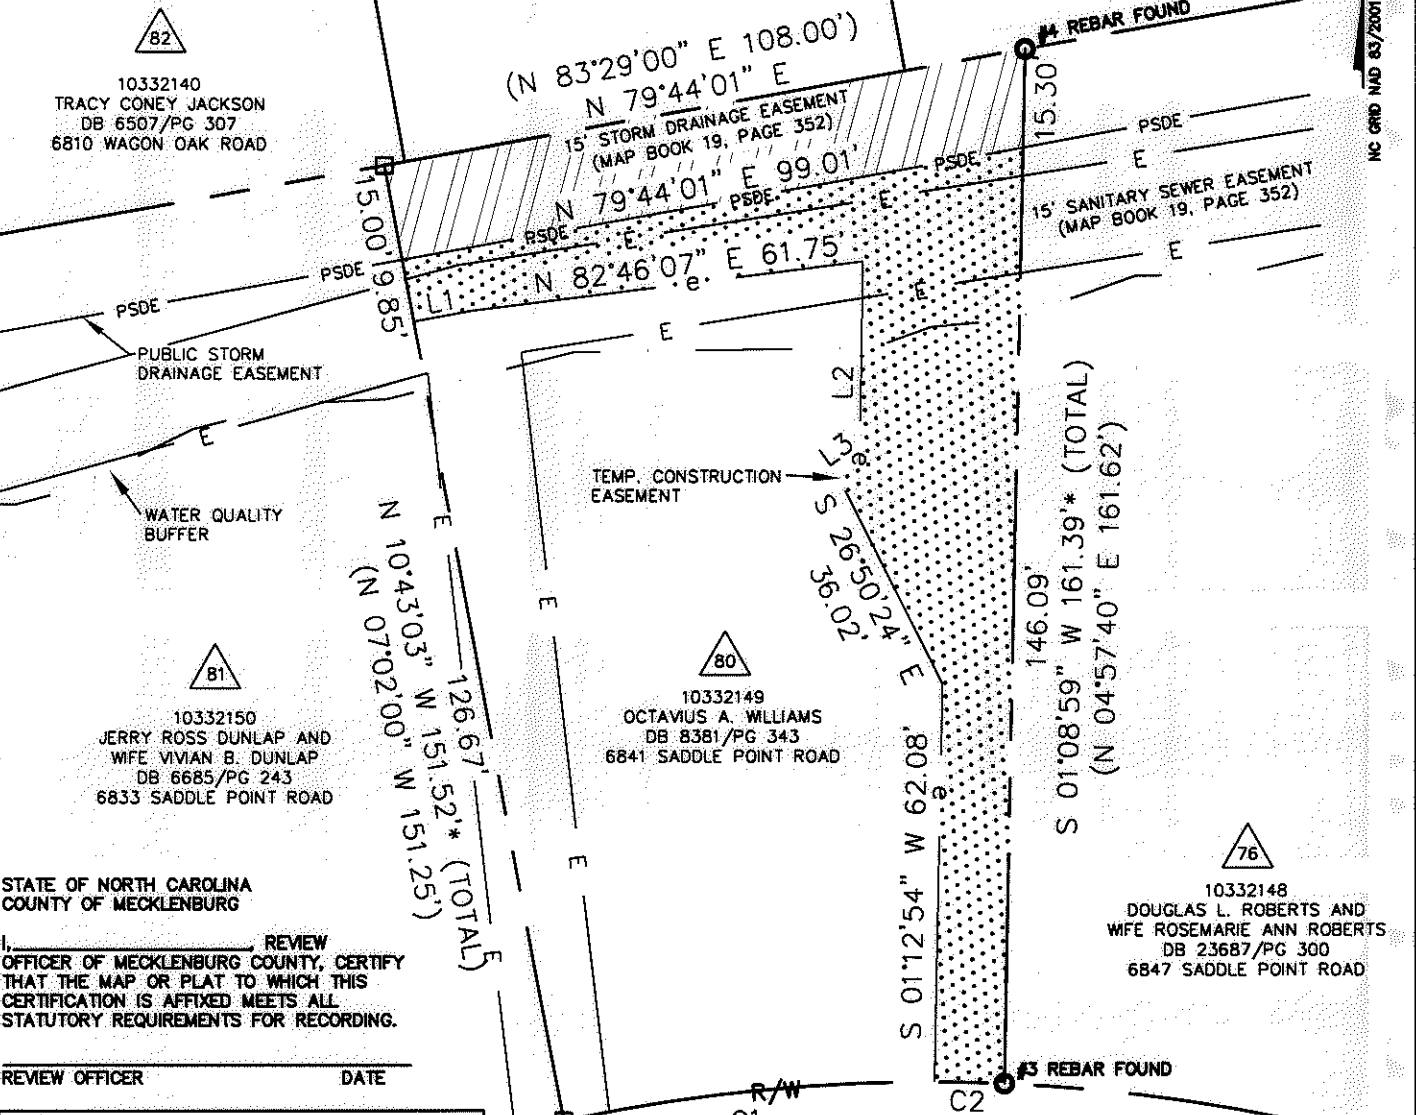 82
10332140
TRACY CONEY JACKSON
DB 6507/PG 307
6810 WAGON OAK ROAD
(N 83°29'00" E 108.00')
N 79°44'01" E
15' STORM DRAINAGE EASEMENT
(MAP BOOK 19, PAGE 352)
N 79°44'01" E 99.01'
#4 REBAR FOUND
15.30'
NC GRID NAD 83/2001
PSDE
PSDE
PSDE
PSDE
PSDE
PSDE
E
E
E
15' SANITARY SEWER EASEMENT
(MAP BOOK 19, PAGE 352)
E
15.00'
9.85'
L1
N 82°46'07" E 61.75'
e
E
E
PUBLIC STORM
DRAINAGE EASEMENT
L2
L3
e
E
TEMP. CONSTRUCTION
EASEMENT
WATER QUALITY
BUFFER
S 26°50'24" E
36.02'
E
E
N 10°43'03" W 151.52'* (TOTAL)
(N 07°02'00" W 151.25')
126.67'
146.09'
S 01°08'59" W 161.39'* (TOTAL)
(N 04°57'40" E 161.62')
81
10332150
JERRY ROSS DUNLAP AND
WIFE VIVIAN B. DUNLAP
DB 6685/PG 243
6833 SADDLE POINT ROAD
80
10332149
OCTAVIUS A. WILLIAMS
DB 8381/PG 343
6841 SADDLE POINT ROAD
S 01°12'54" W 62.08'
e
E
E
76
10332148
DOUGLAS L. ROBERTS AND
WIFE ROSEMARIE ANN ROBERTS
DB 23687/PG 300
6847 SADDLE POINT ROAD
STATE OF NORTH CAROLINA
COUNTY OF MECKLENBURG
I,____________________, REVIEW
OFFICER OF MECKLENBURG COUNTY, CERTIFY
THAT THE MAP OR PLAT TO WHICH THIS
CERTIFICATION IS AFFIXED MEETS ALL
STATUTORY REQUIREMENTS FOR RECORDING.
REVIEW OFFICER DATE
#3 REBAR FOUND
R/W
C2